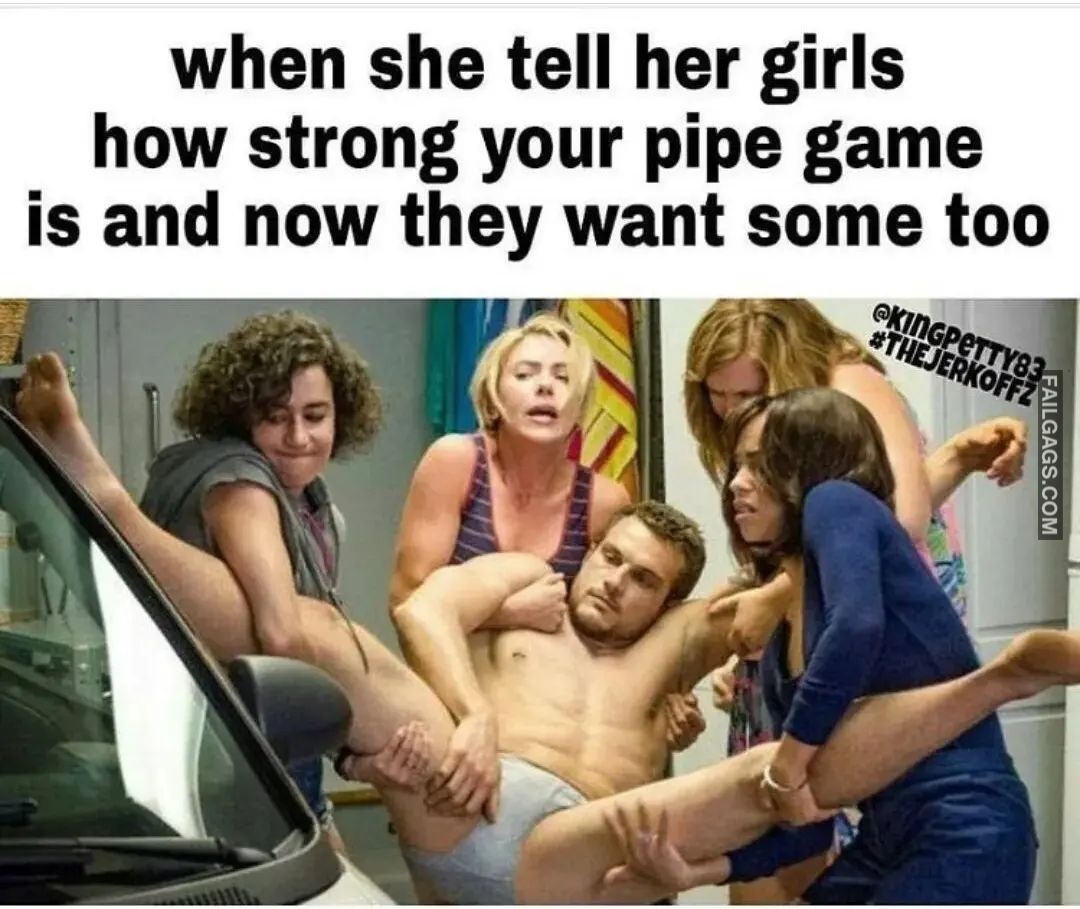 when she tell her girls
how strong your pipe game
is and now they want some too
@KINGPETTY83
#THEJERKOFFZ
FAILGAGS.COM